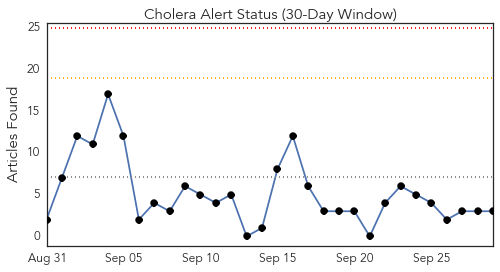 Cholera Alert Status (30-Day Window)
Articles Found
25
20
15
10
5
0
Aug 31 Sep 05 Sep 10 Sep 15 Sep 20 Sep 25